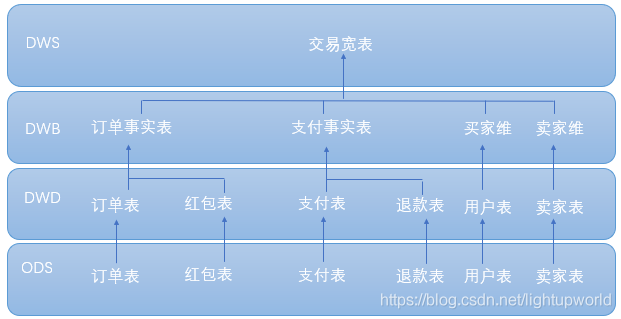 DWS 交易宽表
DWB 订单事实表 支付事实表 买家维 卖家维
DWD 订单表 红包表 支付表 退款表 用户表 卖家表
ODS 订单表 红包表 支付表 退款表 用户表 卖家表
https://blog.csdn.net/lightupworld